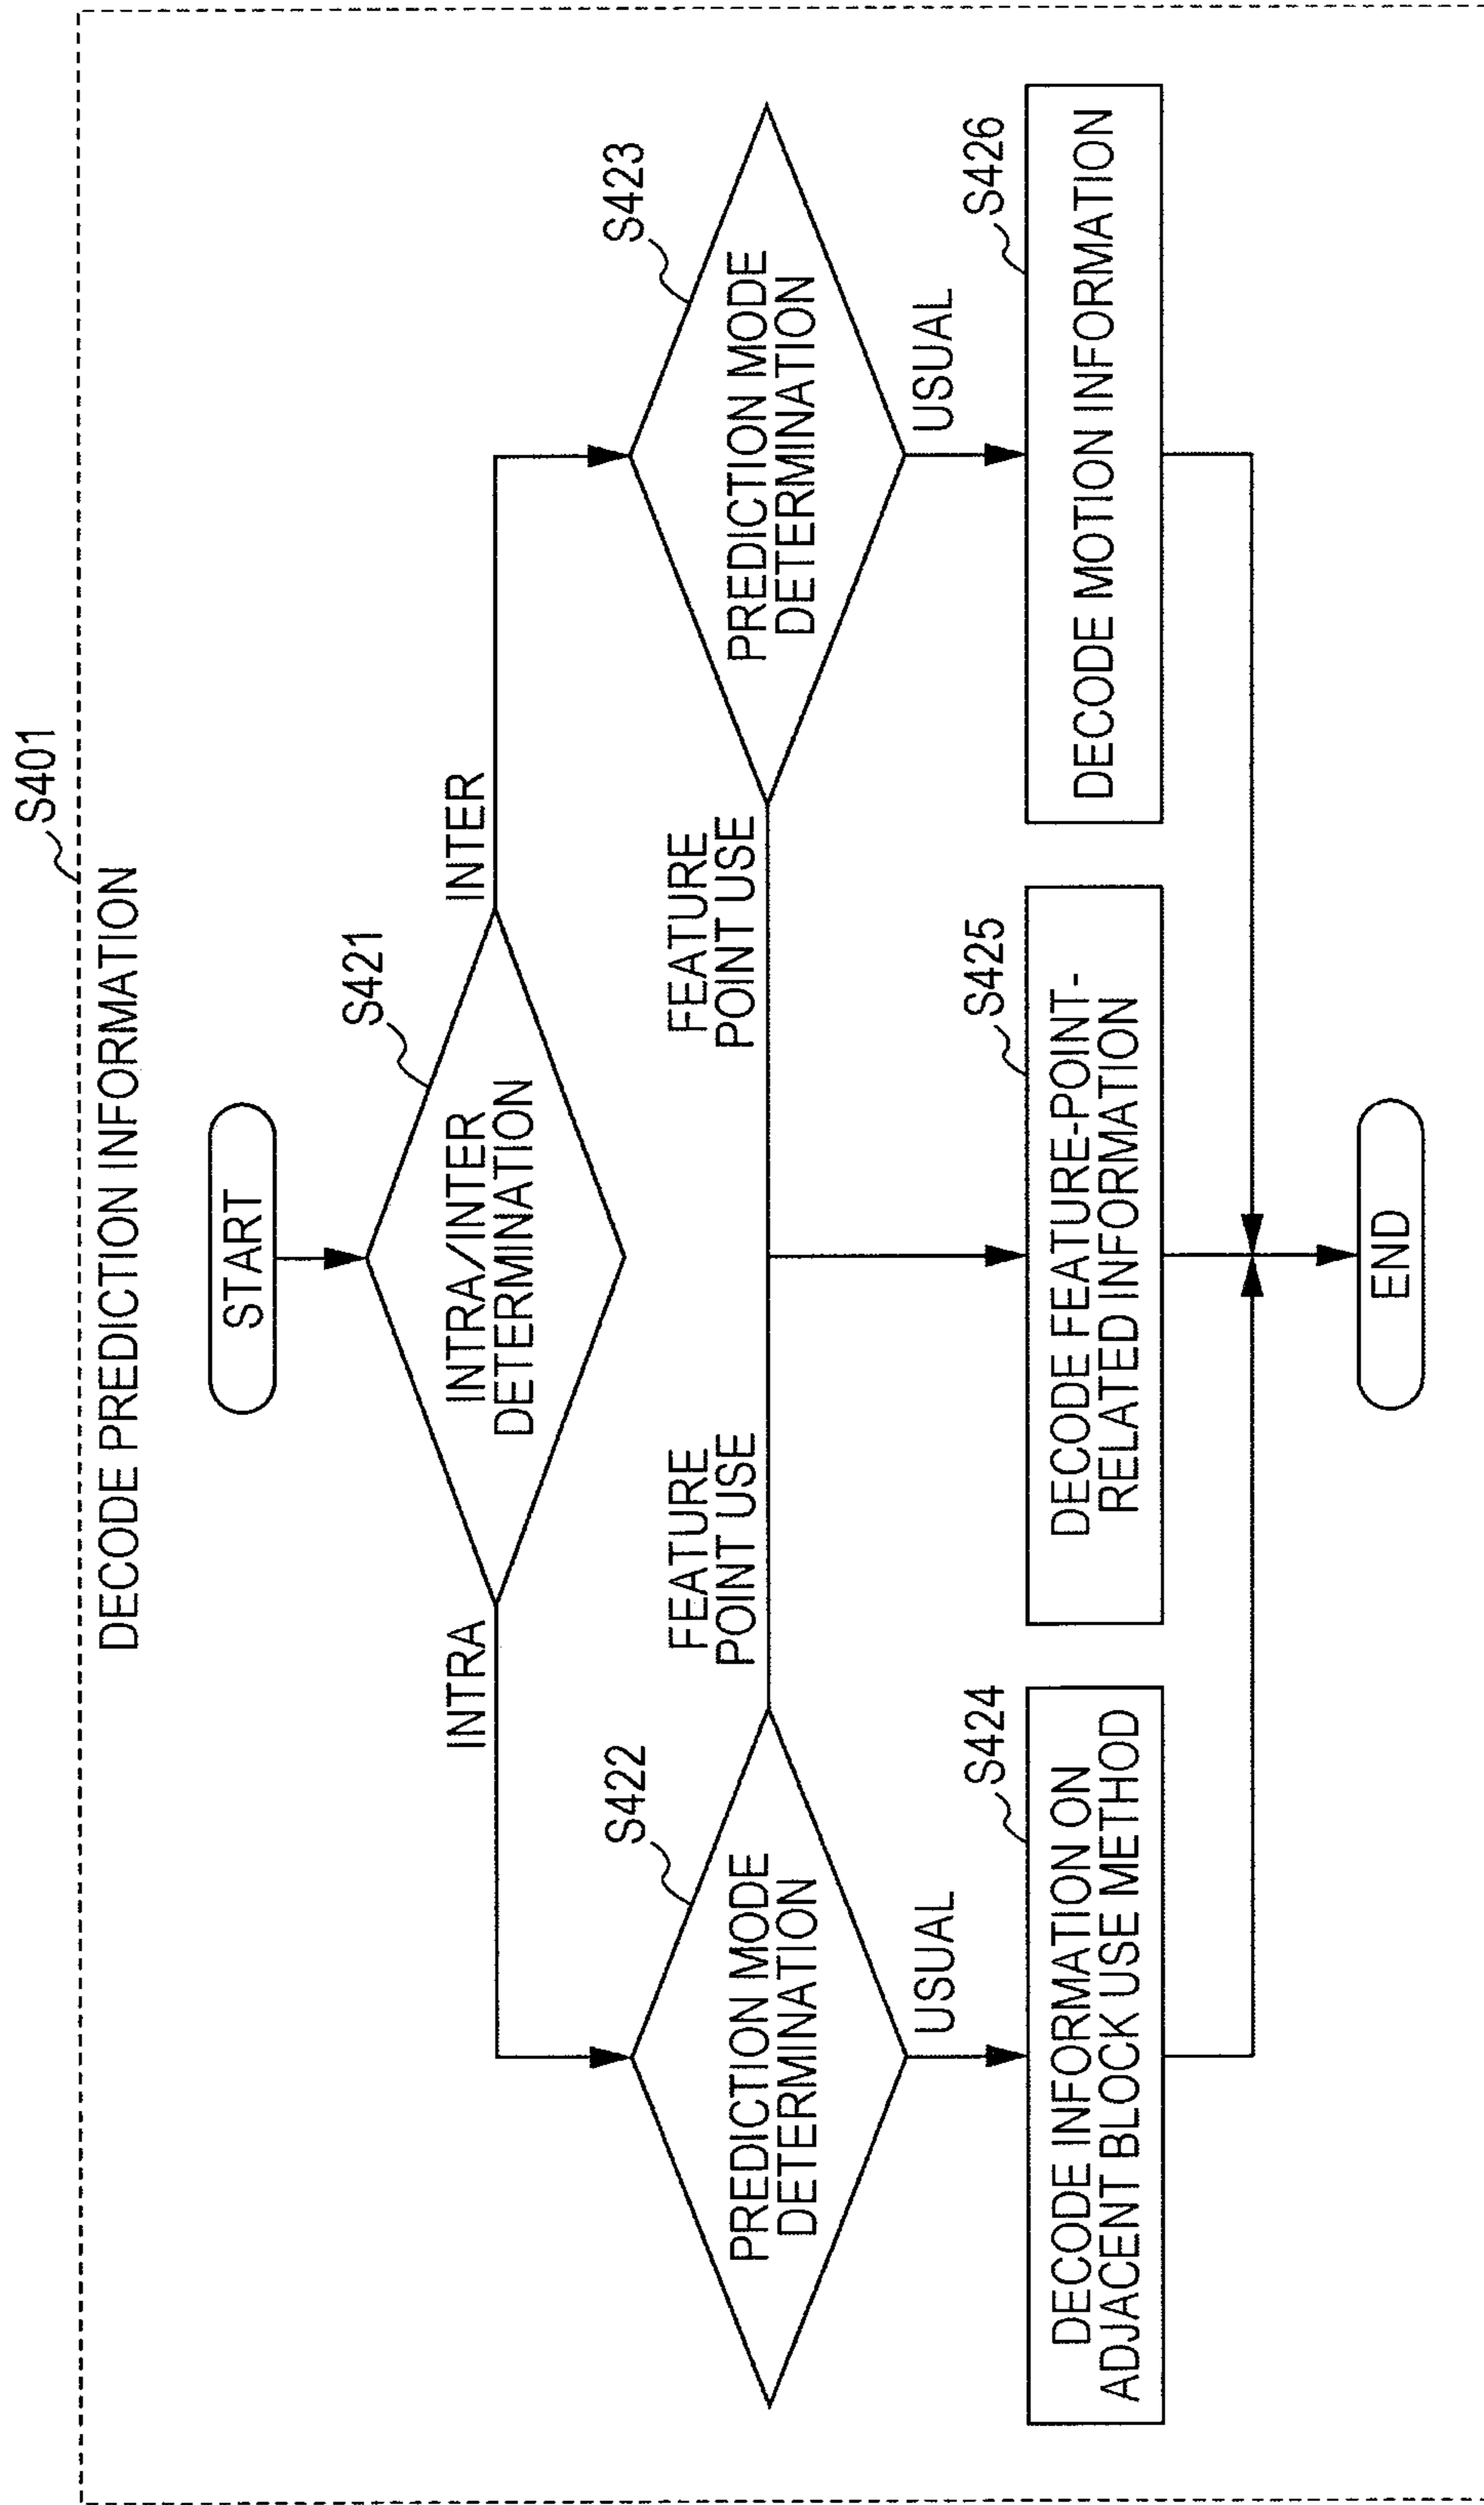 S401
DECODE PREDICTION INFORMATION
START
S421
INTRA/INTER
DETERMINATION
INTRA
INTER
S422
PREDICTION MODE
DETERMINATION
FEATURE
POINT USE
FEATURE
POINT USE
S423
PREDICTION MODE
DETERMINATION
USUAL
USUAL
S424
DECODE INFORMATION ON
ADJACENT BLOCK USE METHOD
S425
DECODE FEATURE-POINT-
RELATED INFORMATION
S426
DECODE MOTION INFORMATION
END